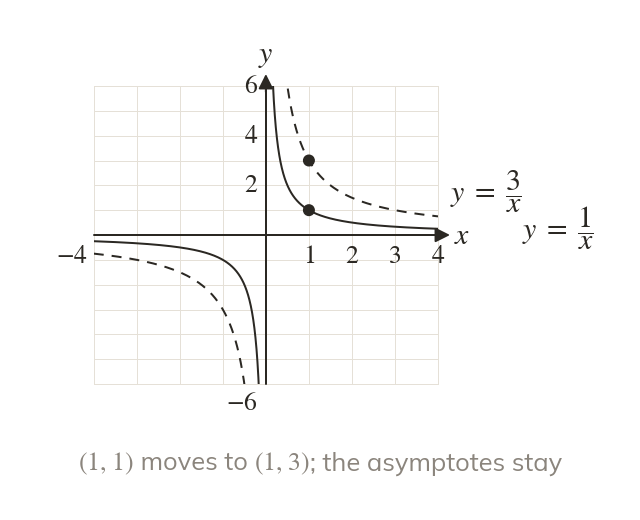 y
6
4
2
y = 3/x
y = 1/x
x
−4
1 2 3 4
−6
(1, 1) moves to (1, 3); the asymptotes stay